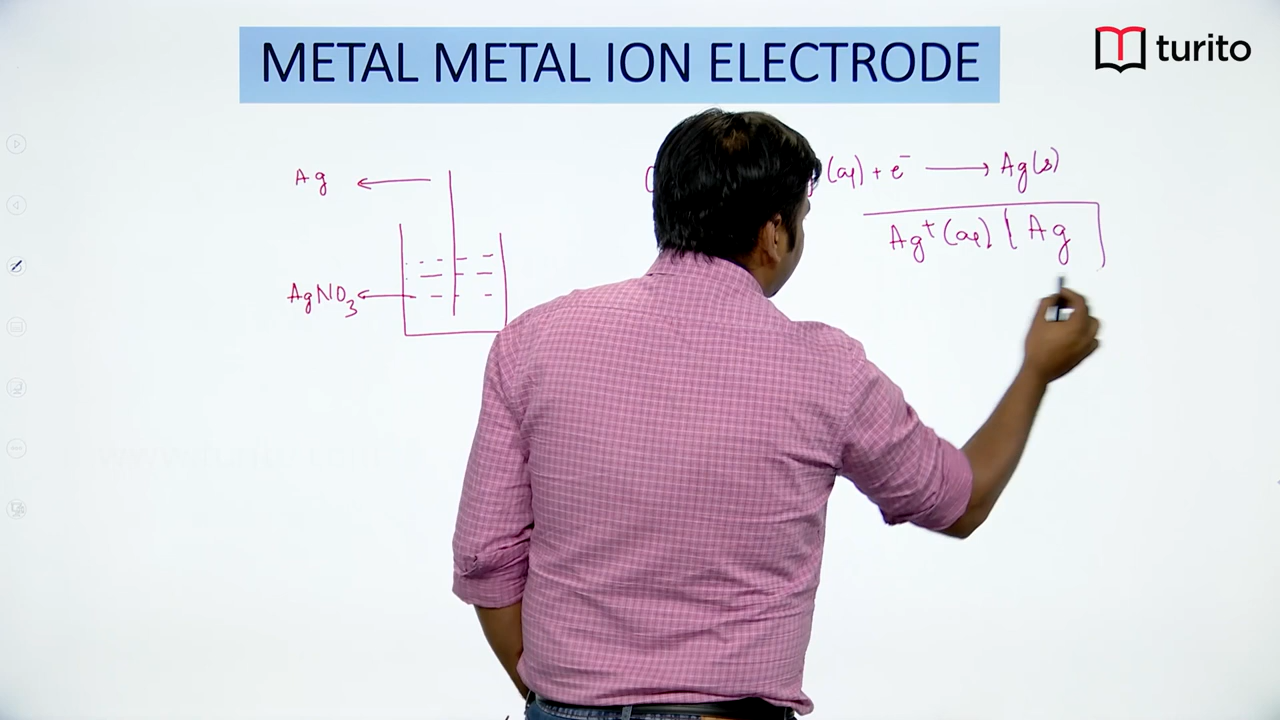 METAL METAL ION ELECTRODE
turito
Ag
(aq) + e⁻ ⟶ Ag(s)
Ag⁺(aq) | Ag
AgNO₃